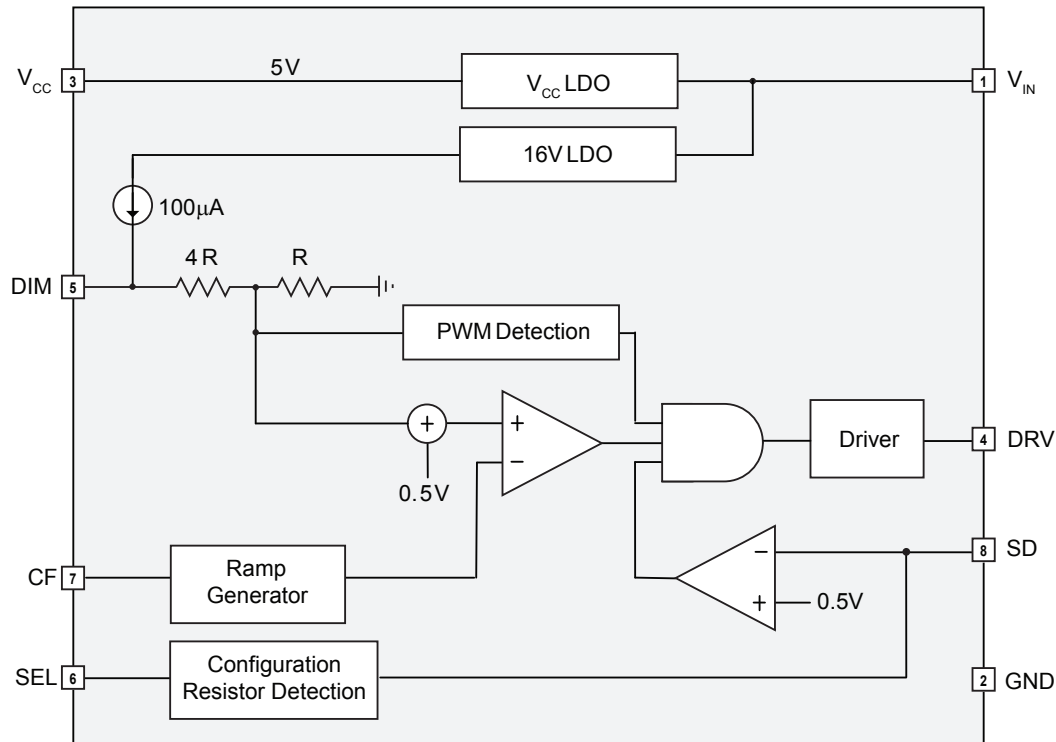 5V
V_CC 3
V_CC LDO
1 V_IN
16V LDO
100µA
4 R
R
DIM 5
PWM Detection
+
+
−
0.5V
Driver
4 DRV
8 SD
−
+
0.5V
CF 7
Ramp
Generator
SEL 6
Configuration
Resistor Detection
2 GND